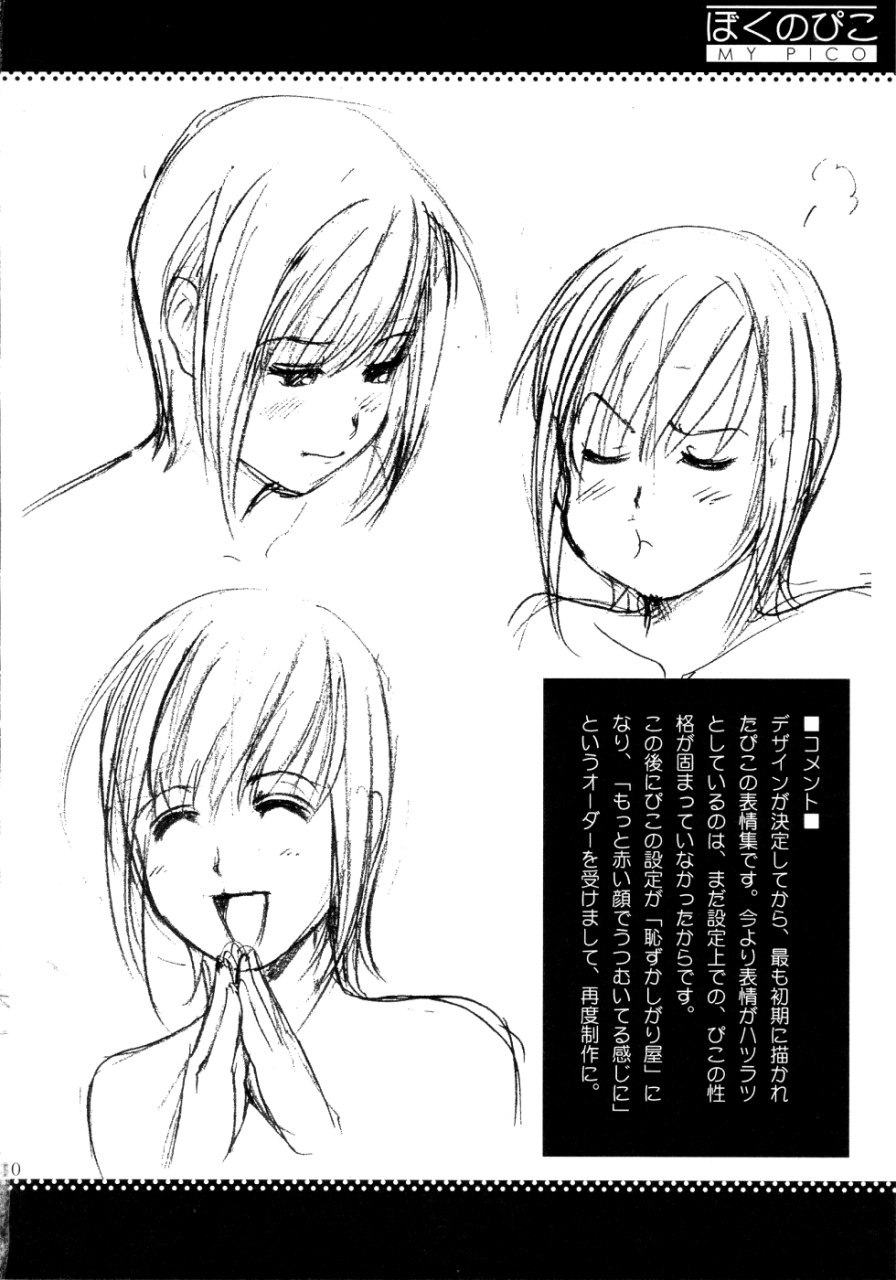 ぼくのぴこ
MY PICO
■コメント■
デザインが決定してから、最も初期に描かれ
たぴこの表情集です。今より表情がハツラツ
としているのは、まだ設定上での、ぴこの性
格が固まっていなかったからです。
この後にぴこの設定が「恥ずかしがり屋」に
なり、「もっと赤い顔でうつむいてる感じに」
というオーダーを受けまして、再度制作に。
0